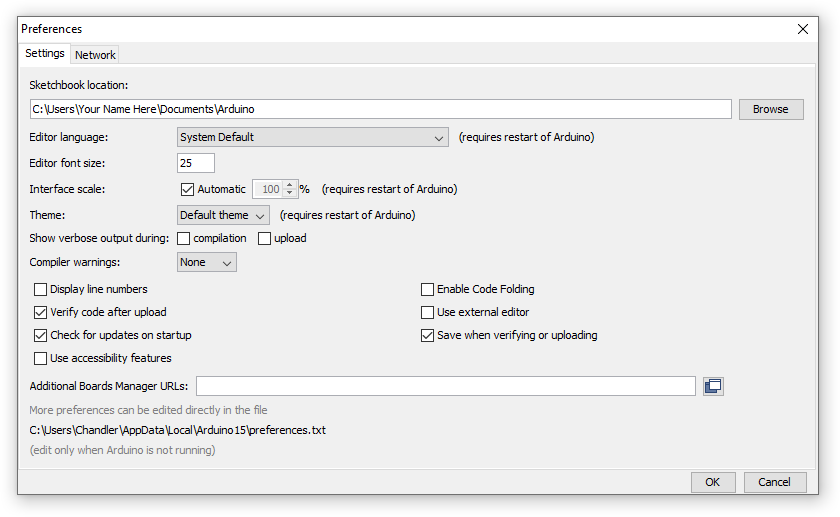 Preferences
Settings Network
Sketchbook location:
C:\Users\Your Name Here\Documents\Arduino Browse
Editor language: System Default (requires restart of Arduino)
Editor font size: 25
Interface scale: Automatic 100 % (requires restart of Arduino)
Theme: Default theme (requires restart of Arduino)
Show verbose output during: compilation upload
Compiler warnings: None
Display line numbers Enable Code Folding
Verify code after upload Use external editor
Check for updates on startup Save when verifying or uploading
Use accessibility features
Additional Boards Manager URLs:
More preferences can be edited directly in the file
C:\Users\Chandler\AppData\Local\Arduino15\preferences.txt
(edit only when Arduino is not running)
OK Cancel